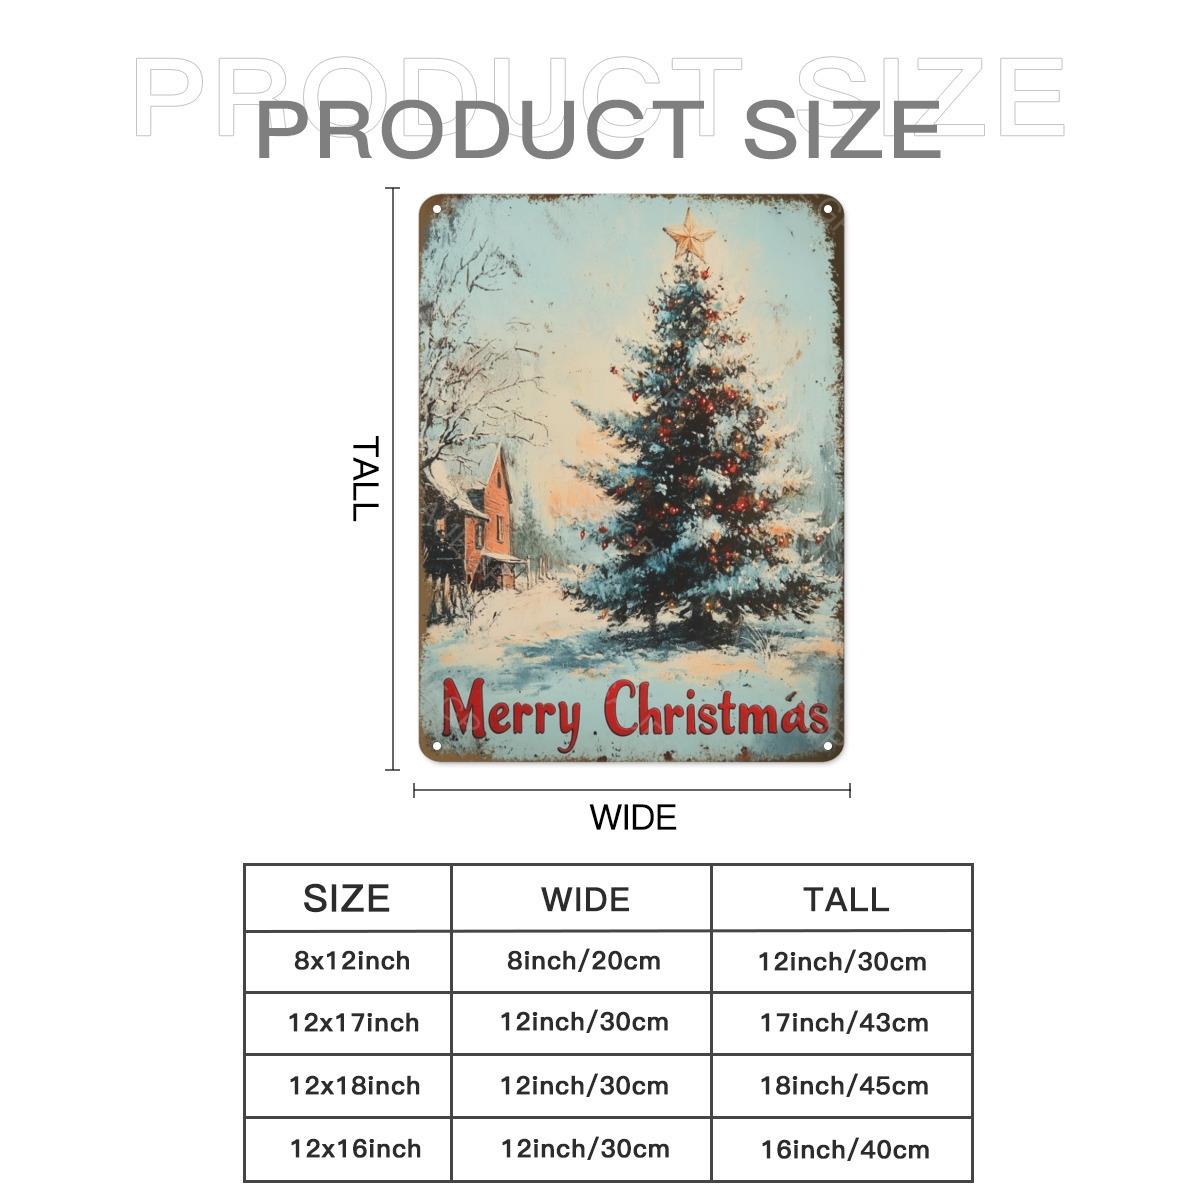 PRODUCT SIZE
PRODUCT SIZE
TALL
Merry Christmas
WIDE
SIZE WIDE TALL
8x12inch 8inch/20cm 12inch/30cm
12x17inch 12inch/30cm 17inch/43cm
12x18inch 12inch/30cm 18inch/45cm
12x16inch 12inch/30cm 16inch/40cm